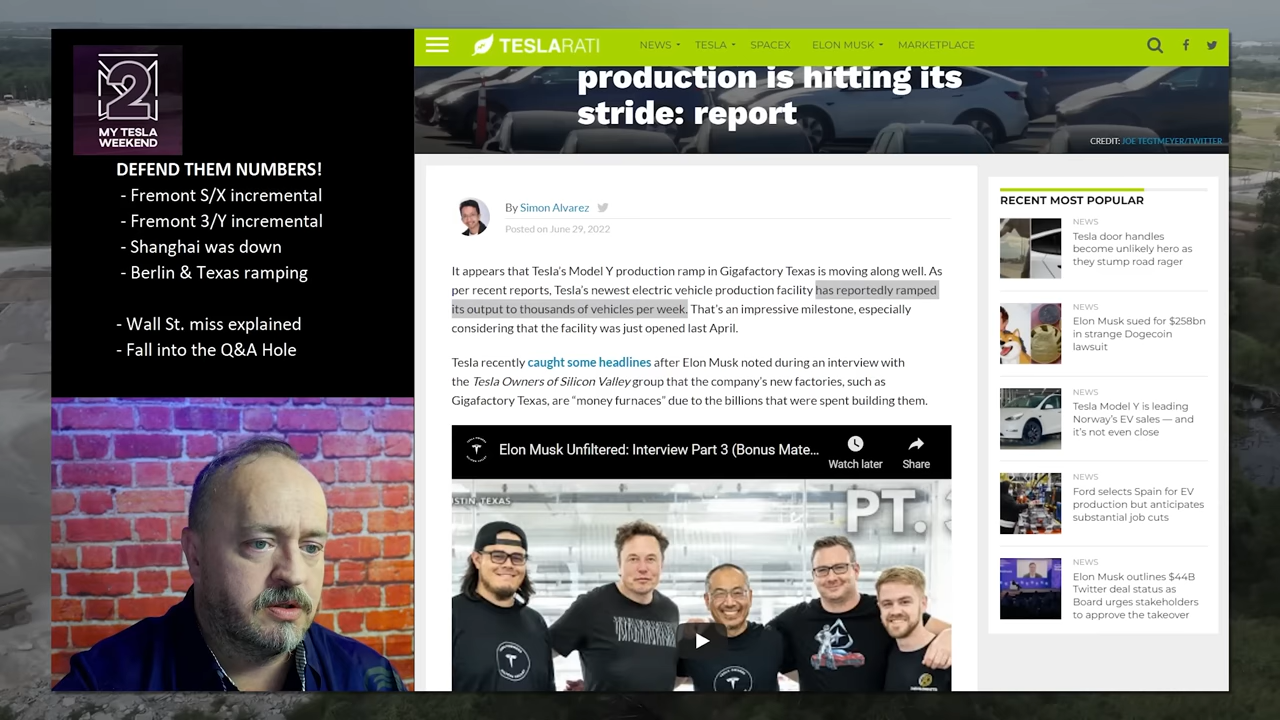 2
MY TESLA
WEEKEND
DEFEND THEM NUMBERS!
- Fremont S/X incremental
- Fremont 3/Y incremental
- Shanghai was down
- Berlin & Texas ramping
- Wall St. miss explained
- Fall into the Q&A Hole
TESLARATI
NEWS
TESLA
SPACEX
ELON MUSK
MARKETPLACE
production is hitting its
stride: report
CREDIT: JOE TEGTMEYER/TWITTER
By Simon Alvarez
Posted on June 29, 2022
It appears that Tesla's Model Y production ramp in Gigafactory Texas is moving along well. As
per recent reports, Tesla's newest electric vehicle production facility has reportedly ramped
its output to thousands of vehicles per week. That's an impressive milestone, especially
considering that the facility was just opened last April.
Tesla recently caught some headlines after Elon Musk noted during an interview with
the Tesla Owners of Silicon Valley group that the company's new factories, such as
Gigafactory Texas, are “money furnaces” due to the billions that were spent building them.
Elon Musk Unfiltered: Interview Part 3 (Bonus Mate...
Watch later
Share
STIN, TEXAS
PT. 3
RECENT MOST POPULAR
NEWS
Tesla door handles
become unlikely hero as
they stump road rager
NEWS
Elon Musk sued for $258bn
in strange Dogecoin
lawsuit
NEWS
Tesla Model Y is leading
Norway's EV sales — and
it's not even close
NEWS
Ford selects Spain for EV
production but anticipates
substantial job cuts
NEWS
Elon Musk outlines $44B
Twitter deal status as
Board urges stakeholders
to approve the takeover